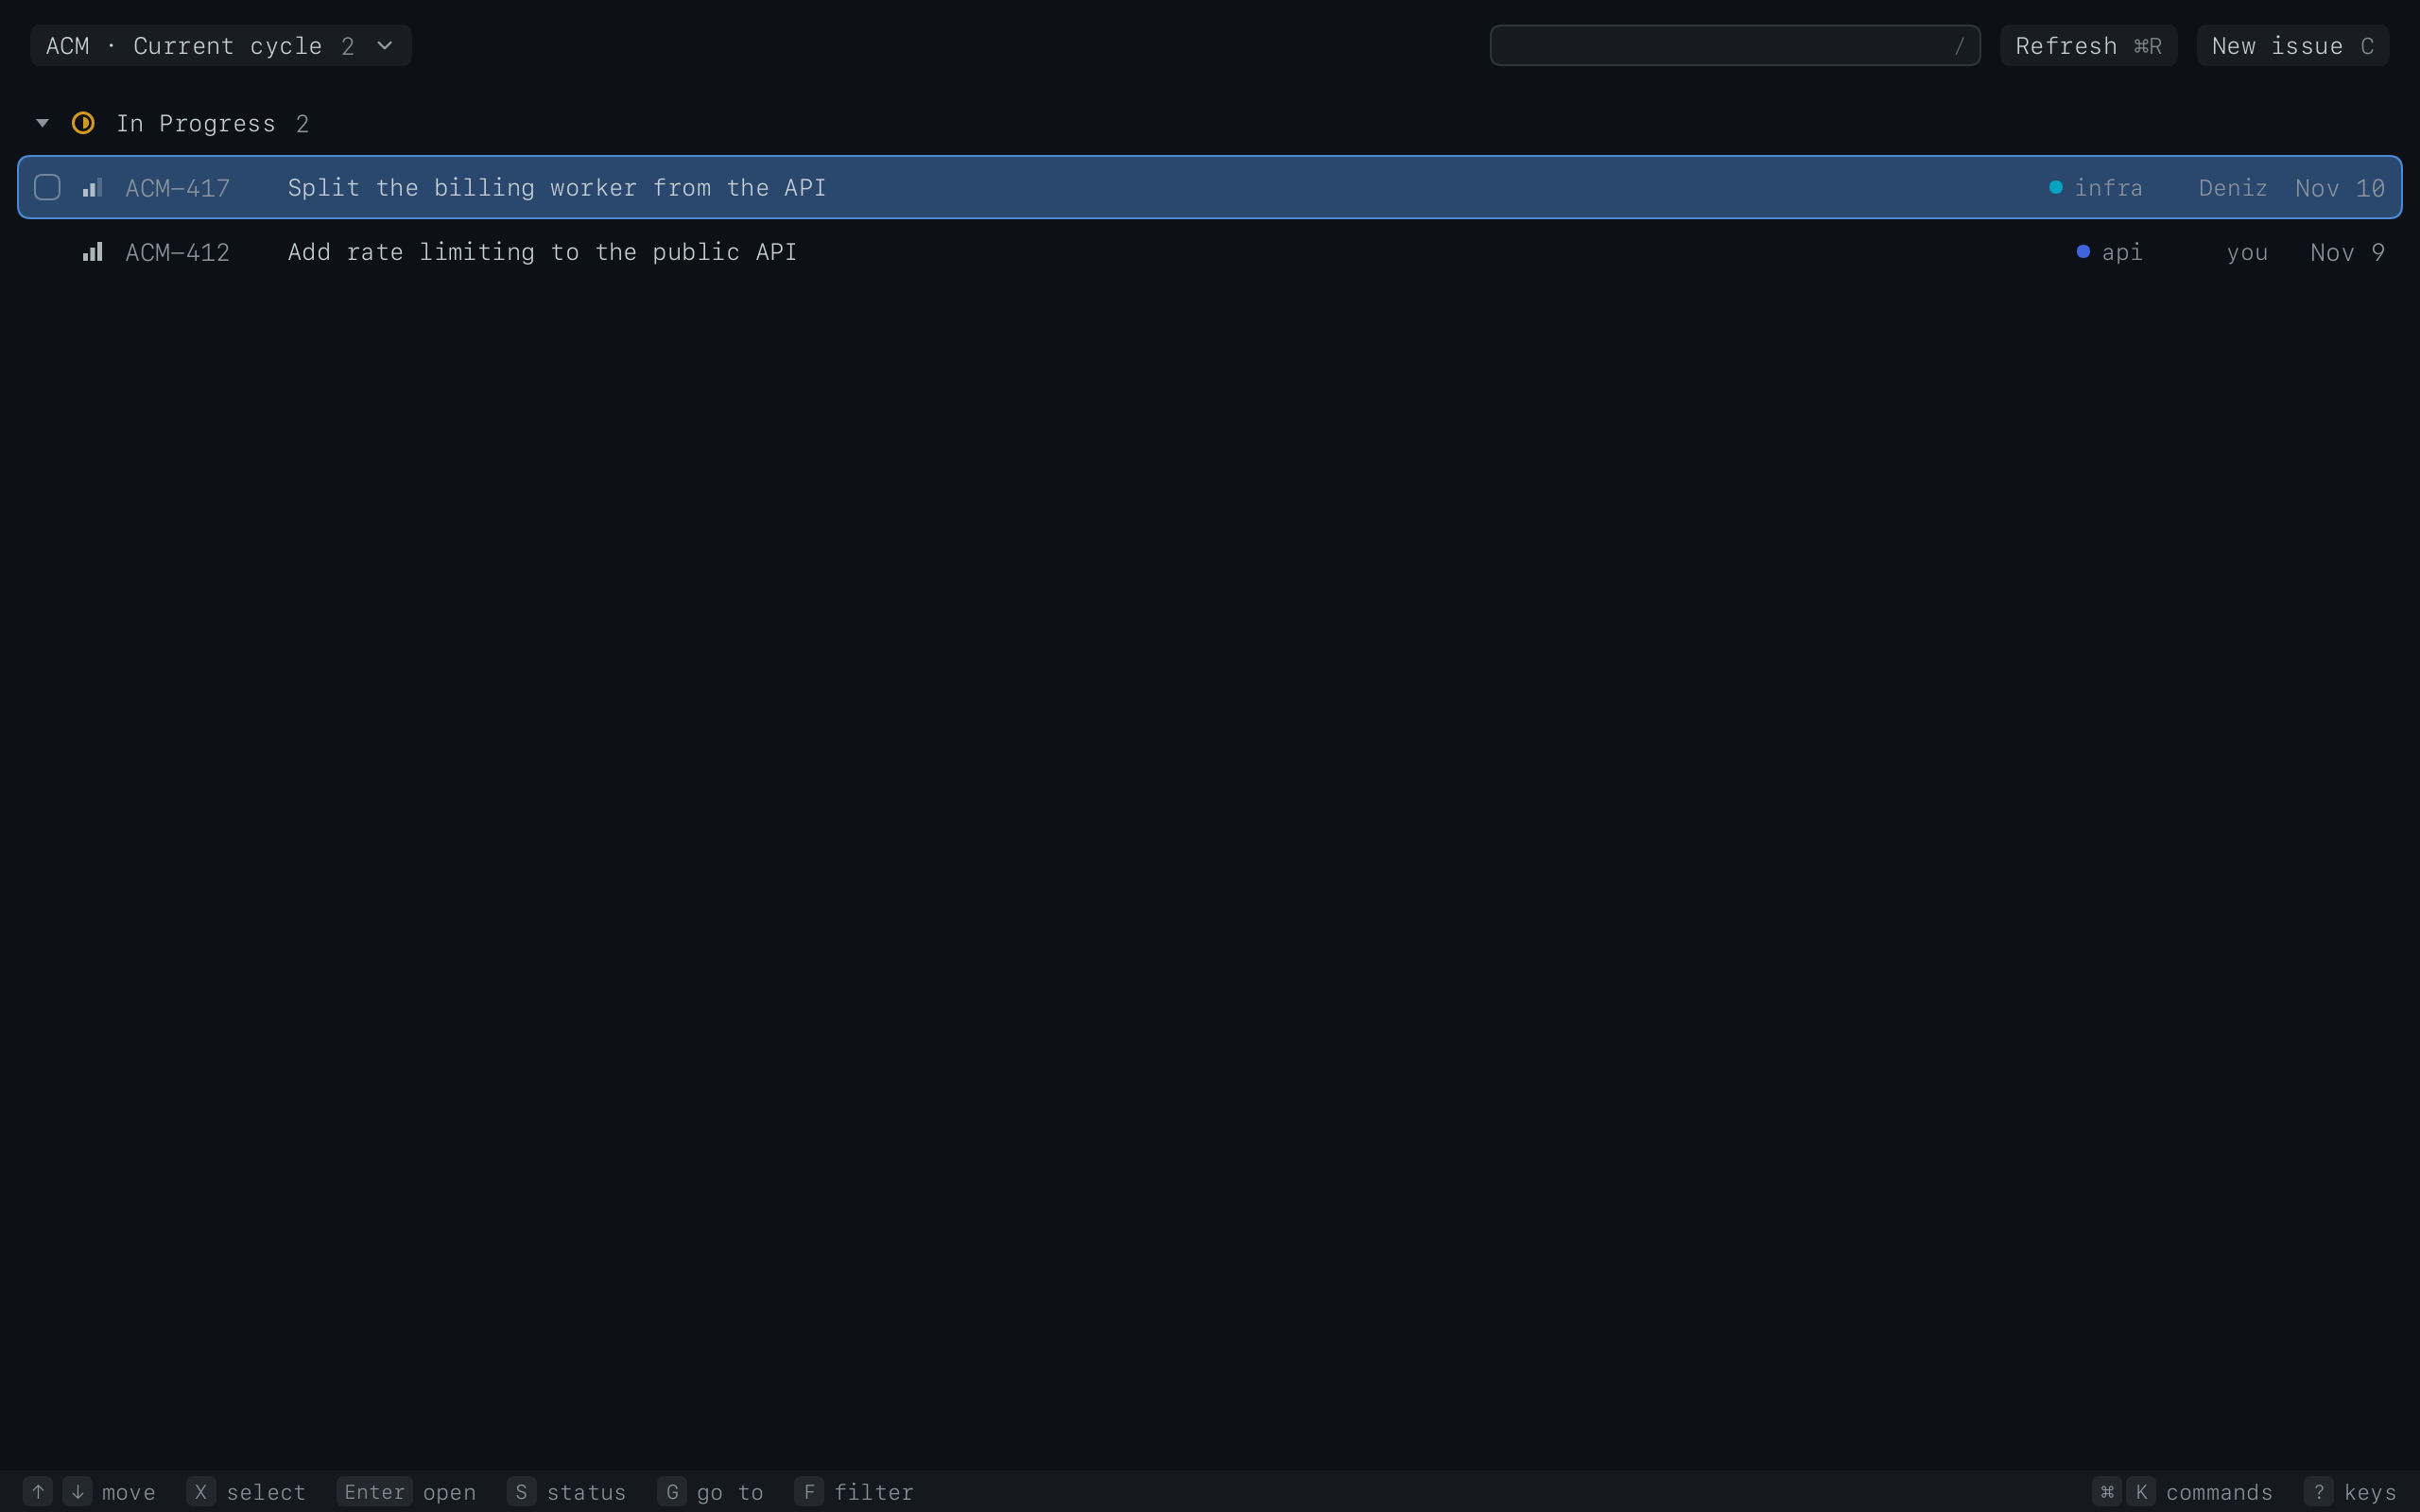 ACM · Current cycle 2
/ Refresh ⌘R New issue C
In Progress 2
ACM-417 Split the billing worker from the API infra Deniz Nov 10
ACM-412 Add rate limiting to the public API api you Nov 9
↑ ↓ move X select Enter open S status G go to F filter ⌘ K commands ? keys